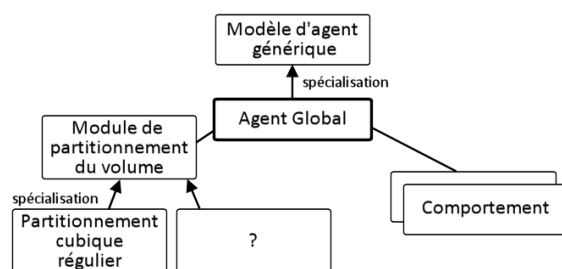 Modèle d'agent
générique
spécialisation
Agent Global
Module de
partitionnement
du volume
spécialisation
Partitionnement
cubique
régulier
?
Comportement